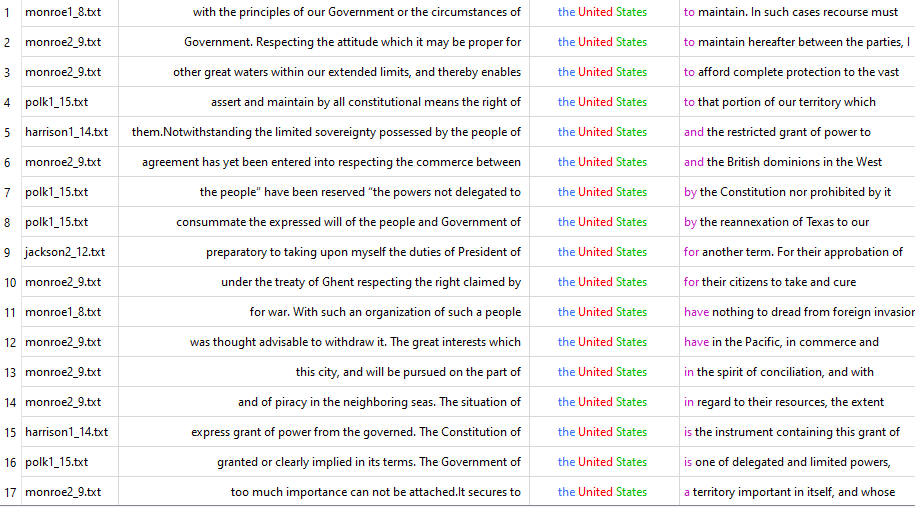 1 monroe1_8.txt with the principles of our Government or the circumstances of the United States to maintain. In such cases recourse must
2 monroe2_9.txt Government. Respecting the attitude which it may be proper for the United States to maintain hereafter between the parties, I
3 monroe2_9.txt other great waters within our extended limits, and thereby enables the United States to afford complete protection to the vast
4 polk1_15.txt assert and maintain by all constitutional means the right of the United States to that portion of our territory which
5 harrison1_14.txt them.Notwithstanding the limited sovereignty possessed by the people of the United States and the restricted grant of power to
6 monroe2_9.txt agreement has yet been entered into respecting the commerce between the United States and the British dominions in the West
7 polk1_15.txt the people” have been reserved “the powers not delegated to the United States by the Constitution nor prohibited by it
8 polk1_15.txt consummate the expressed will of the people and Government of the United States by the reannexation of Texas to our
9 jackson2_12.txt preparatory to taking upon myself the duties of President of the United States for another term. For their approbation of
10 monroe2_9.txt under the treaty of Ghent respecting the right claimed by the United States for their citizens to take and cure
11 monroe1_8.txt for war. With such an organization of such a people the United States have nothing to dread from foreign invasion
12 monroe2_9.txt was thought advisable to withdraw it. The great interests which the United States have in the Pacific, in commerce and
13 monroe2_9.txt this city, and will be pursued on the part of the United States in the spirit of conciliation, and with
14 monroe2_9.txt and of piracy in the neighboring seas. The situation of the United States in regard to their resources, the extent
15 harrison1_14.txt express grant of power from the governed. The Constitution of the United States is the instrument containing this grant of
16 polk1_15.txt granted or clearly implied in its terms. The Government of the United States is one of delegated and limited powers,
17 monroe2_9.txt too much importance can not be attached.It secures to the United States a territory important in itself, and whose